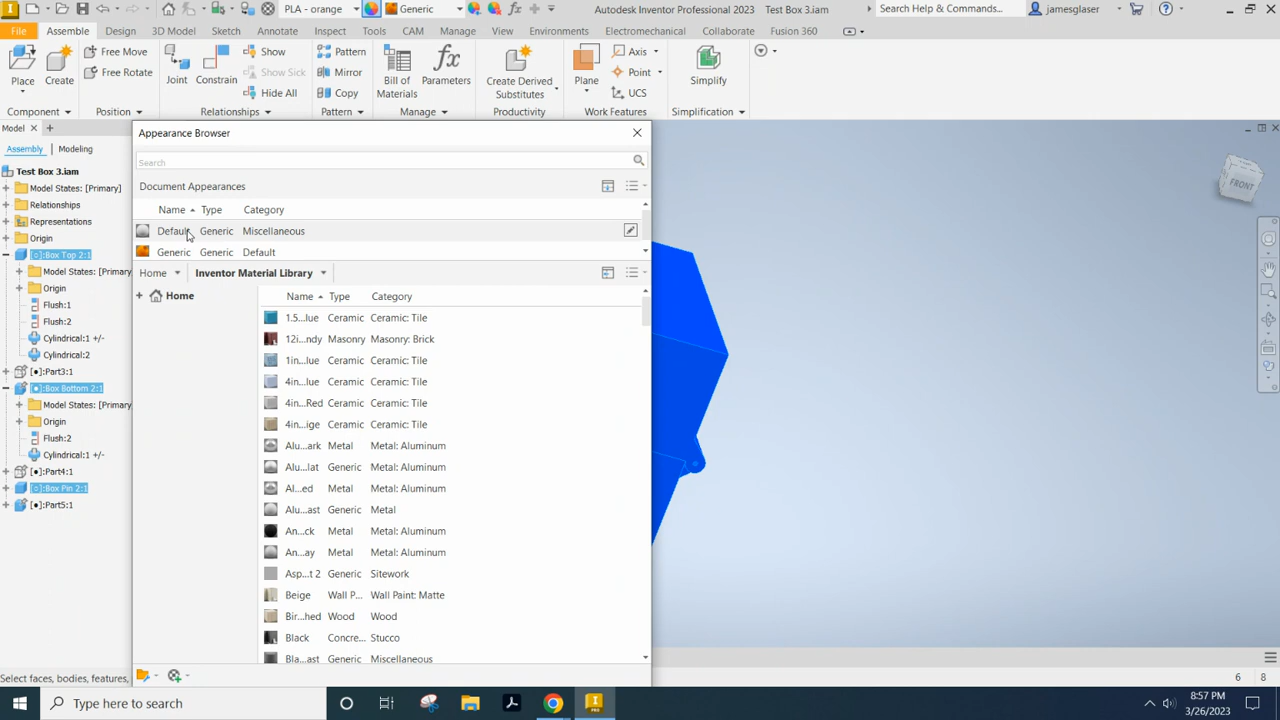 PLA - orange
Generic
Autodesk Inventor Professional 2023
Test Box 3.iam
Search Help & Commands...
jamesglaser
File
Assemble
Design
3D Model
Sketch
Annotate
Inspect
Tools
CAM
Manage
View
Environments
Electromechanical
Collaborate
Fusion 360
Place
Create
Free Move
Free Rotate
Joint
Constrain
Show
Show Sick
Hide All
Pattern
Mirror
Copy
Bill of Materials
fx
Parameters
Create Derived Substitutes
Plane
Axis
Point
UCS
Simplify
Component
Position
Relationships
Pattern
Manage
Productivity
Work Features
Simplification
Model
Assembly
Modeling
Test Box 3.iam
Model States: [Primary]
Relationships
Representations
Origin
[○]:Box Top 2:1
Model States: [Primary
Origin
Flush:1
Flush:2
Cylindrical:1 +/-
Cylindrical:2
[●]:Part3:1
[●]:Box Bottom 2:1
Model States: [Primary
Origin
Flush:2
Cylindrical:1 +/-
[●]:Part4:1
[○]:Box Pin 2:1
[●]:Part5:1
Appearance Browser
Search
Document Appearances
Name Type Category
Default Generic Miscellaneous
Generic Generic Default
Home
Inventor Material Library
Home
Name Type Category
1.5...lue Ceramic Ceramic: Tile
12i...ndy Masonry Masonry: Brick
1in...lue Ceramic Ceramic: Tile
4in...lue Ceramic Ceramic: Tile
4in...Red Ceramic Ceramic: Tile
4in...ige Ceramic Ceramic: Tile
Alu...ark Metal Metal: Aluminum
Alu...lat Generic Metal: Aluminum
Al...ed Metal Metal: Aluminum
Alu...ast Generic Metal
An...ck Metal Metal: Aluminum
An...ay Metal Metal: Aluminum
Asp...t 2 Generic Sitework
Beige Wall P... Wall Paint: Matte
Bir...hed Wood Wood
Black Concre... Stucco
Bla...ast Generic Miscellaneous
FRONT
Select faces, bodies, features,
6 8
Type here to search
8:57 PM
3/26/2023